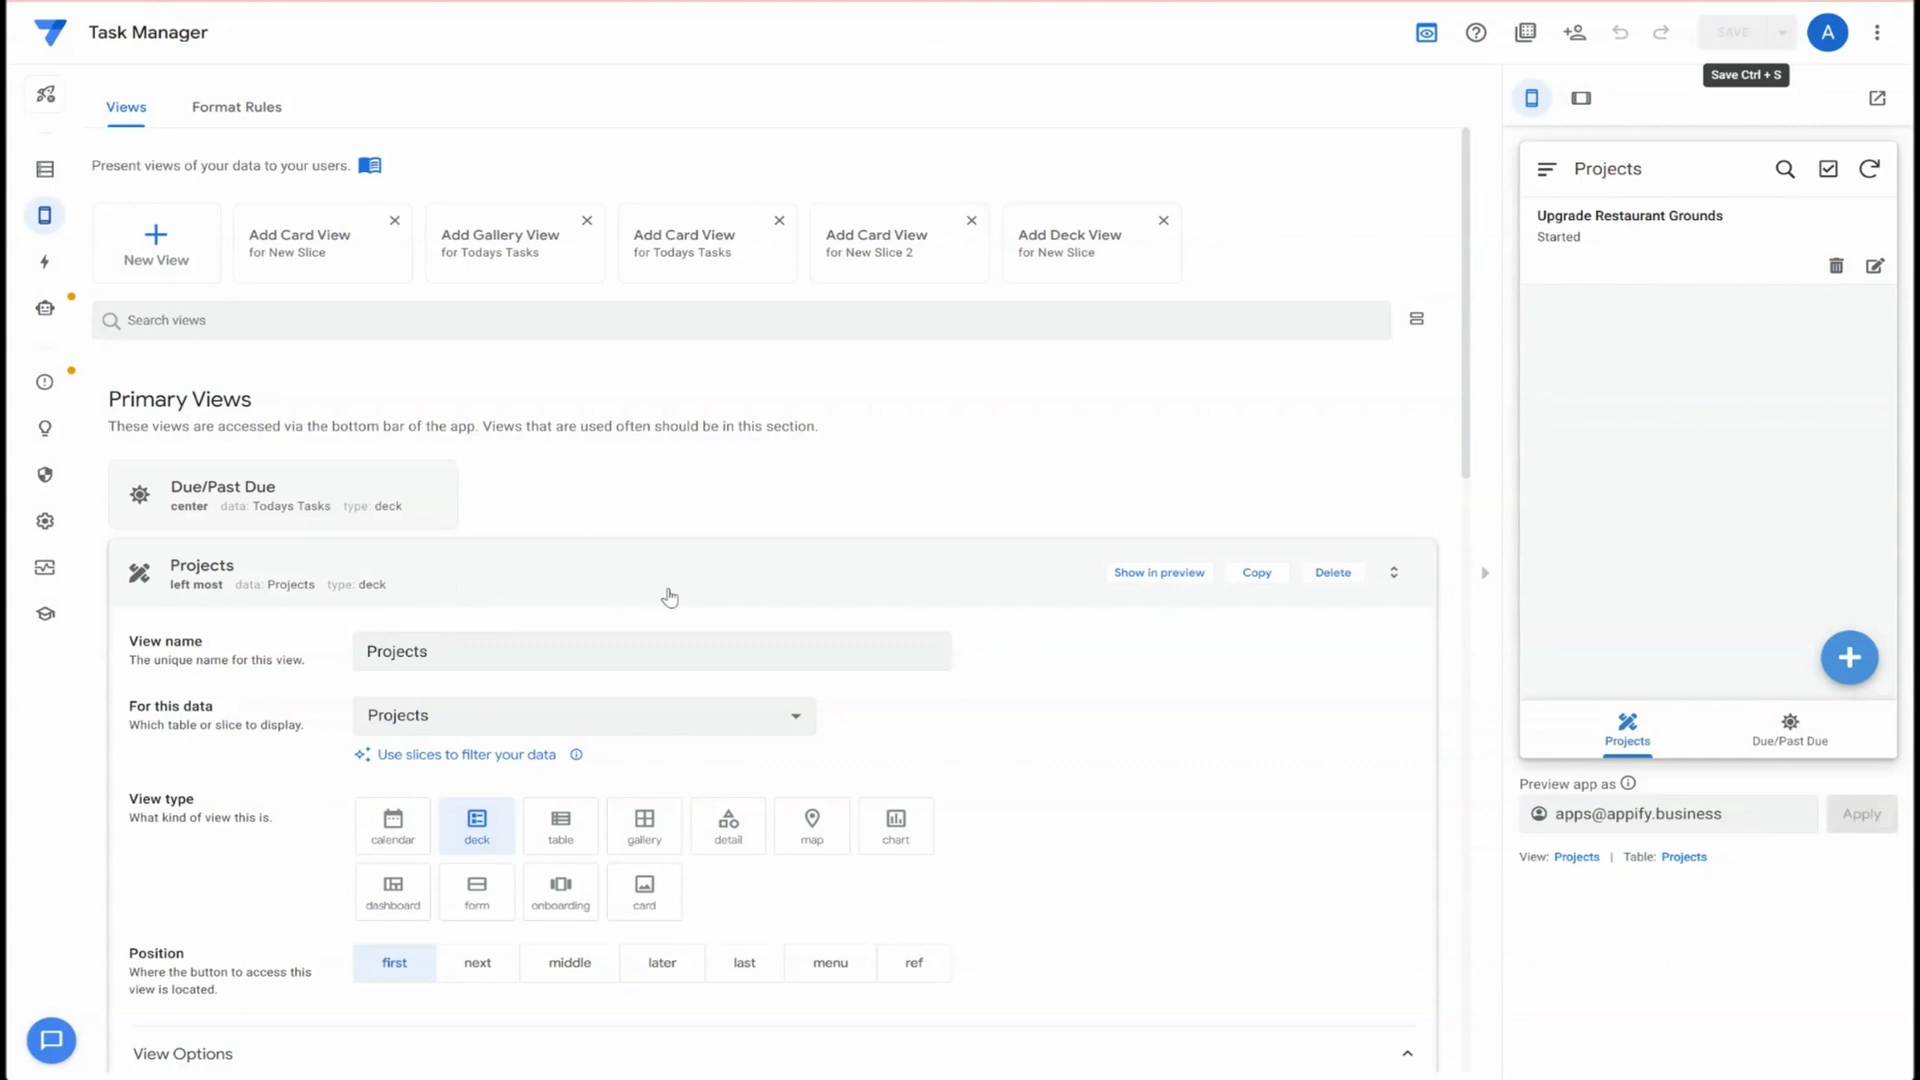 Task Manager
SAVE
A
Save Ctrl + S
Views
Format Rules
Present views of your data to your users.
New View
Add Card View
for New Slice
Add Gallery View
for Todays Tasks
Add Card View
for Todays Tasks
Add Card View
for New Slice 2
Add Deck View
for New Slice
Search views
Primary Views
These views are accessed via the bottom bar of the app. Views that are used often should be in this section.
Due/Past Due
center data: Todays Tasks type: deck
Projects
left most data: Projects type: deck
Show in preview
Copy
Delete
View name
The unique name for this view.
Projects
For this data
Which table or slice to display.
Projects
Use slices to filter your data
View type
What kind of view this is.
calendar
deck
table
gallery
detail
map
chart
dashboard
form
onboarding
card
Position
Where the button to access this
view is located.
first
next
middle
later
last
menu
ref
View Options
Projects
Upgrade Restaurant Grounds
Started
Projects
Due/Past Due
Preview app as
apps@appify.business
Apply
View: Projects | Table: Projects